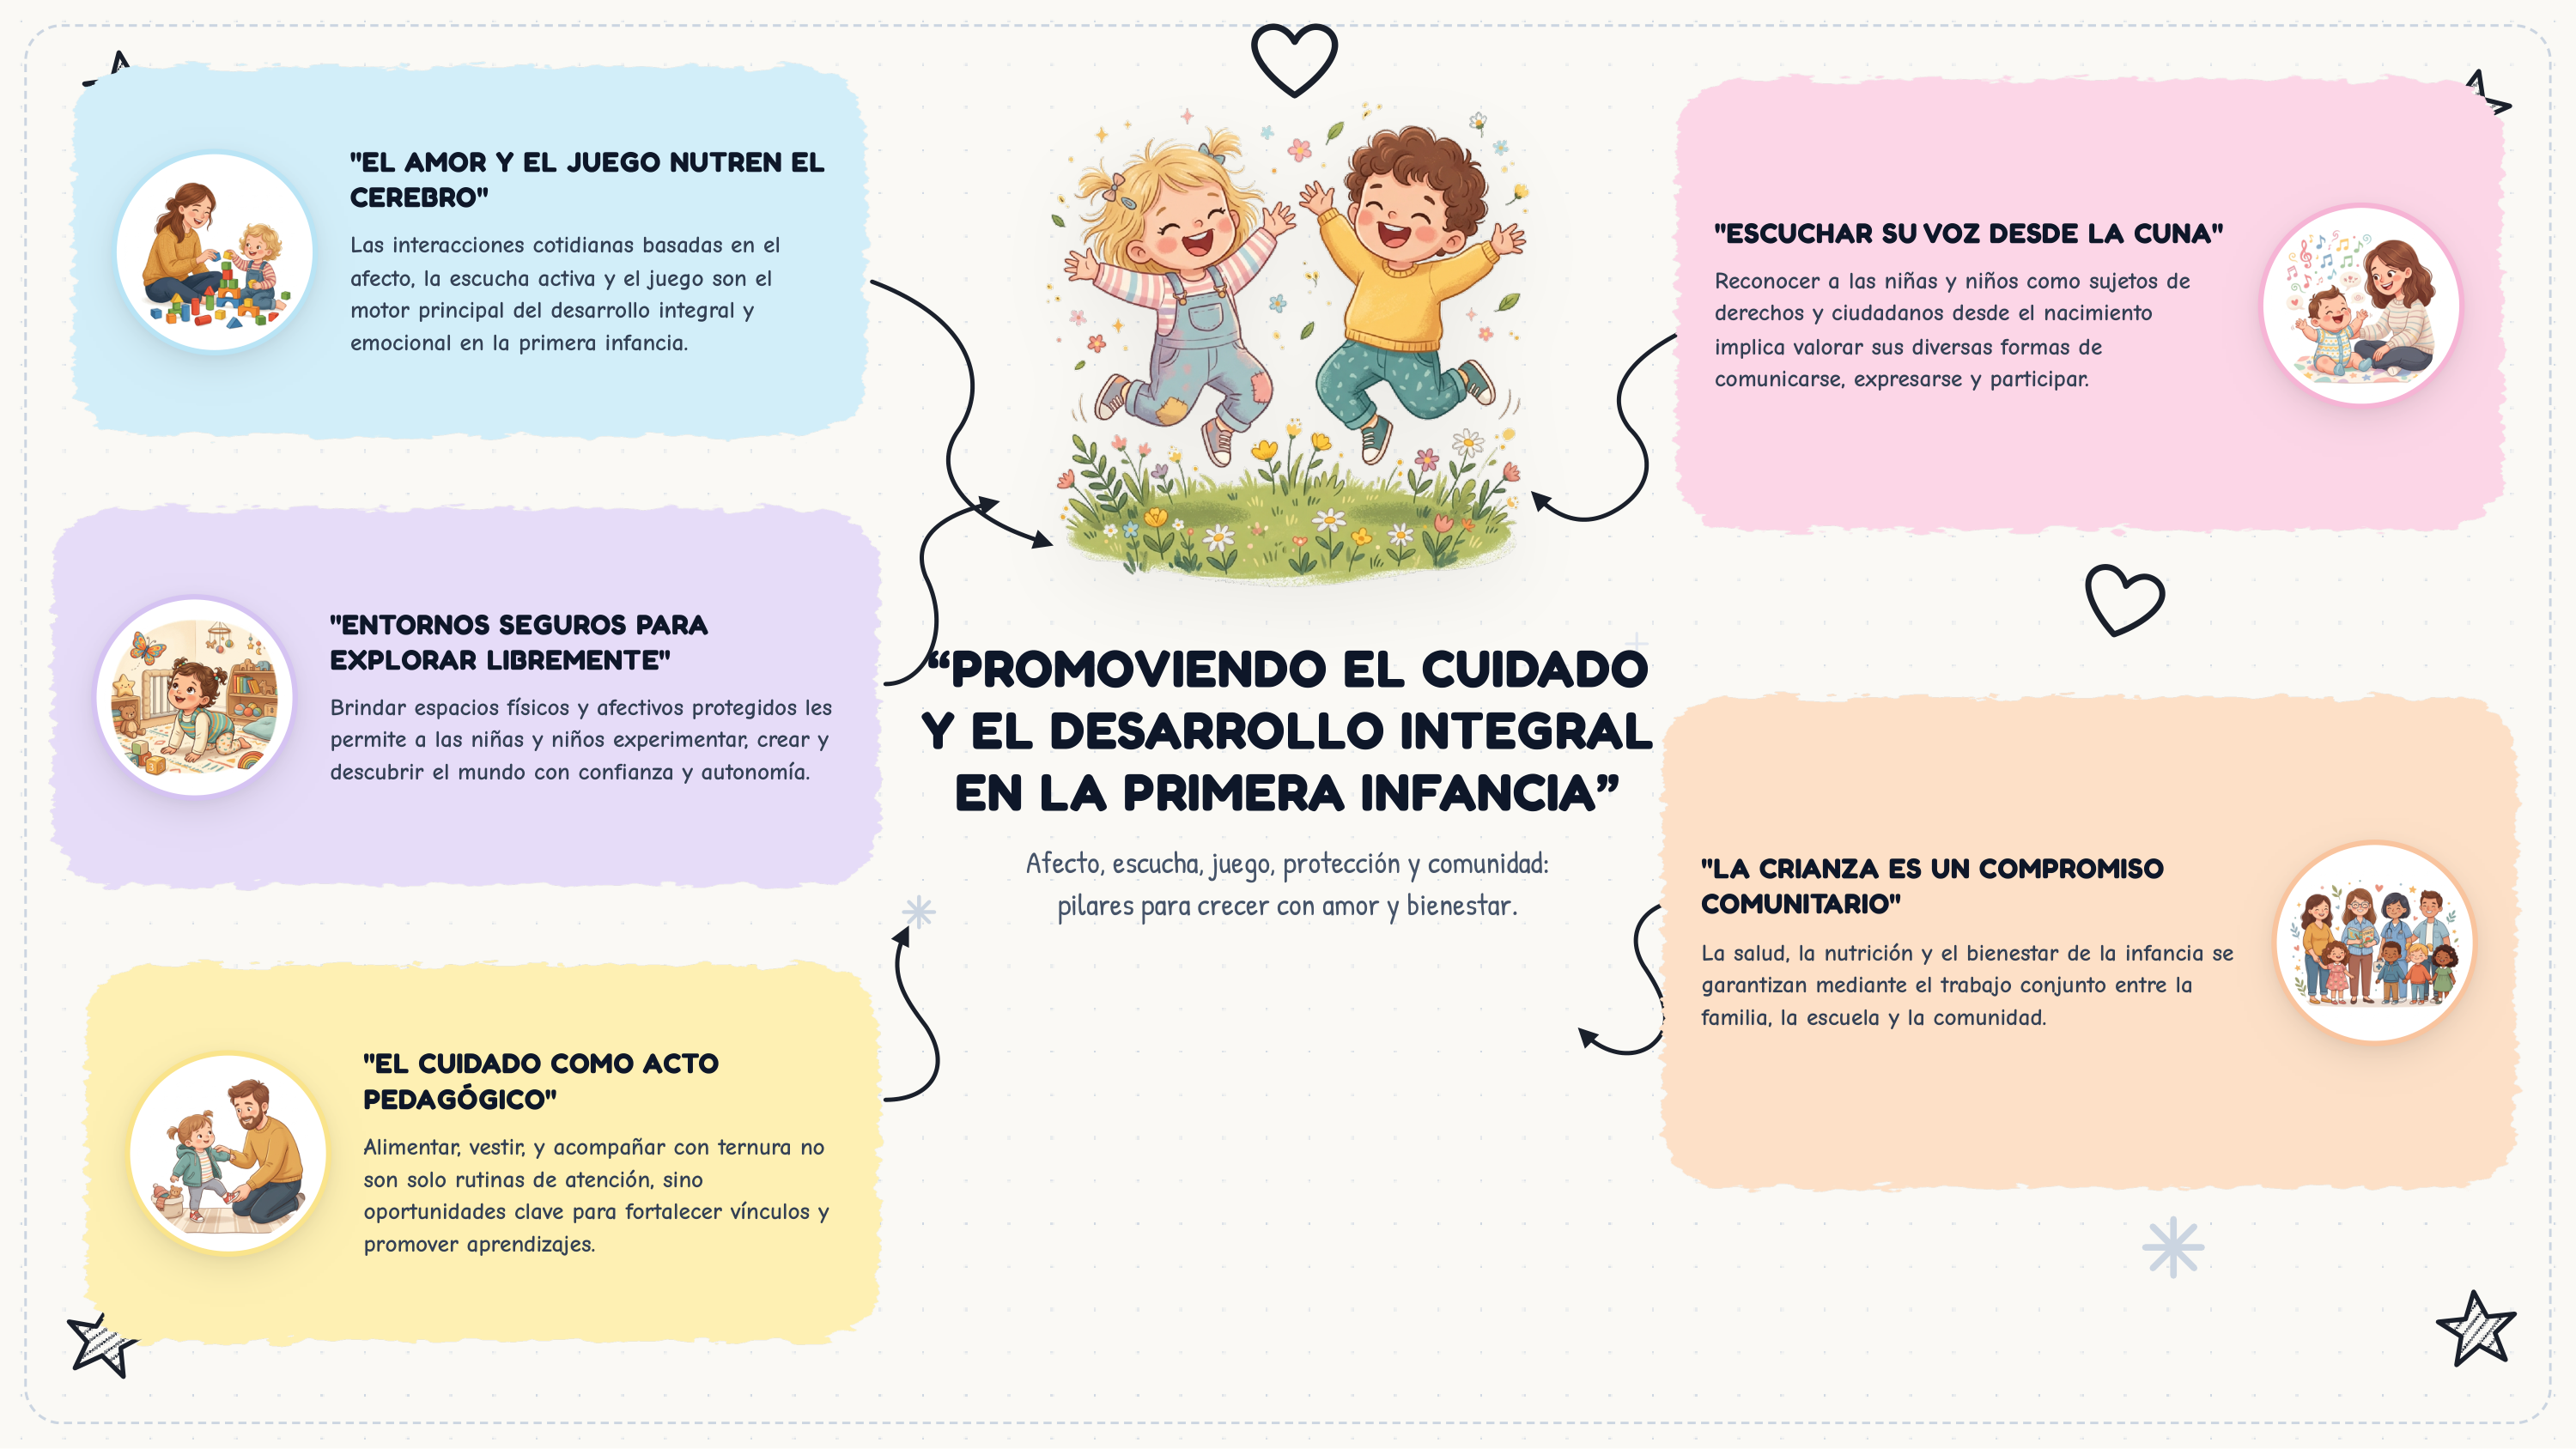 "EL AMOR Y EL JUEGO NUTREN EL
CEREBRO"
Las interacciones cotidianas basadas en el
afecto, la escucha activa y el juego son el
motor principal del desarrollo integral y
emocional en la primera infancia.
"ENTORNOS SEGUROS PARA
EXPLORAR LIBREMENTE"
Brindar espacios físicos y afectivos protegidos les
permite a las niñas y niños experimentar, crear y
descubrir el mundo con confianza y autonomía.
"EL CUIDADO COMO ACTO
PEDAGÓGICO"
Alimentar, vestir, y acompañar con ternura no
son solo rutinas de atención, sino
oportunidades clave para fortalecer vínculos y
promover aprendizajes.
“PROMOVIENDO EL CUIDADO
Y EL DESARROLLO INTEGRAL
EN LA PRIMERA INFANCIA”
Afecto, escucha, juego, protección y comunidad:
pilares para crecer con amor y bienestar.
"ESCUCHAR SU VOZ DESDE LA CUNA"
Reconocer a las niñas y niños como sujetos de
derechos y ciudadanos desde el nacimiento
implica valorar sus diversas formas de
comunicarse, expresarse y participar.
"LA CRIANZA ES UN COMPROMISO
COMUNITARIO"
La salud, la nutrición y el bienestar de la infancia se
garantizan mediante el trabajo conjunto entre la
familia, la escuela y la comunidad.